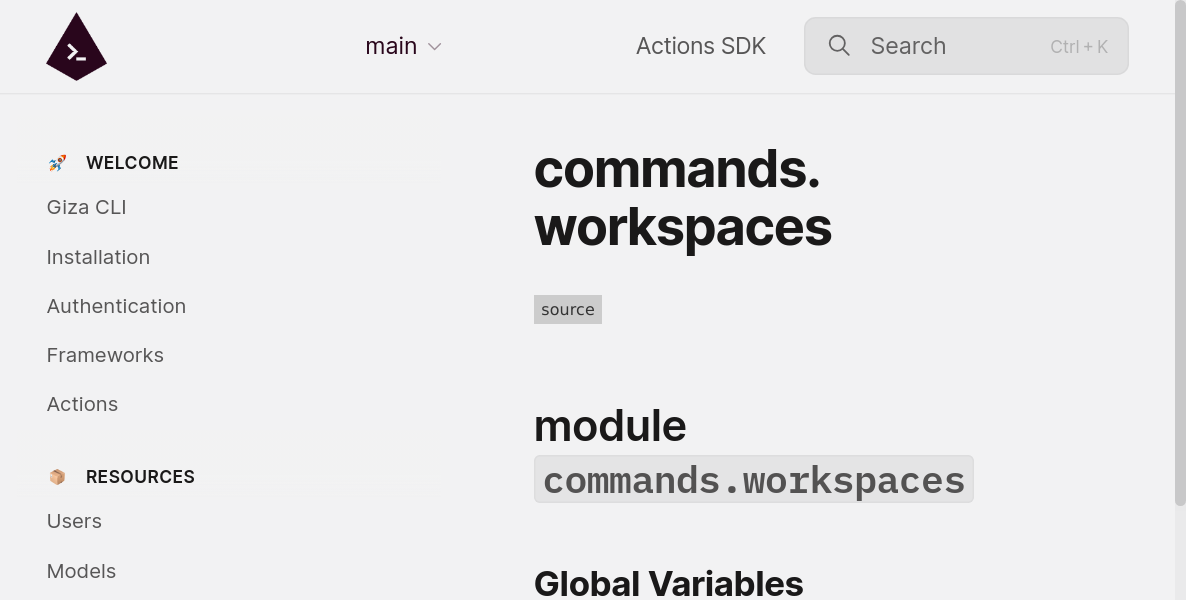 main
Actions SDK
Search
Ctrl + K
WELCOME
Giza CLI
Installation
Authentication
Frameworks
Actions
RESOURCES
Users
Models
commands.
workspaces
source
module
commands.workspaces
Global Variables